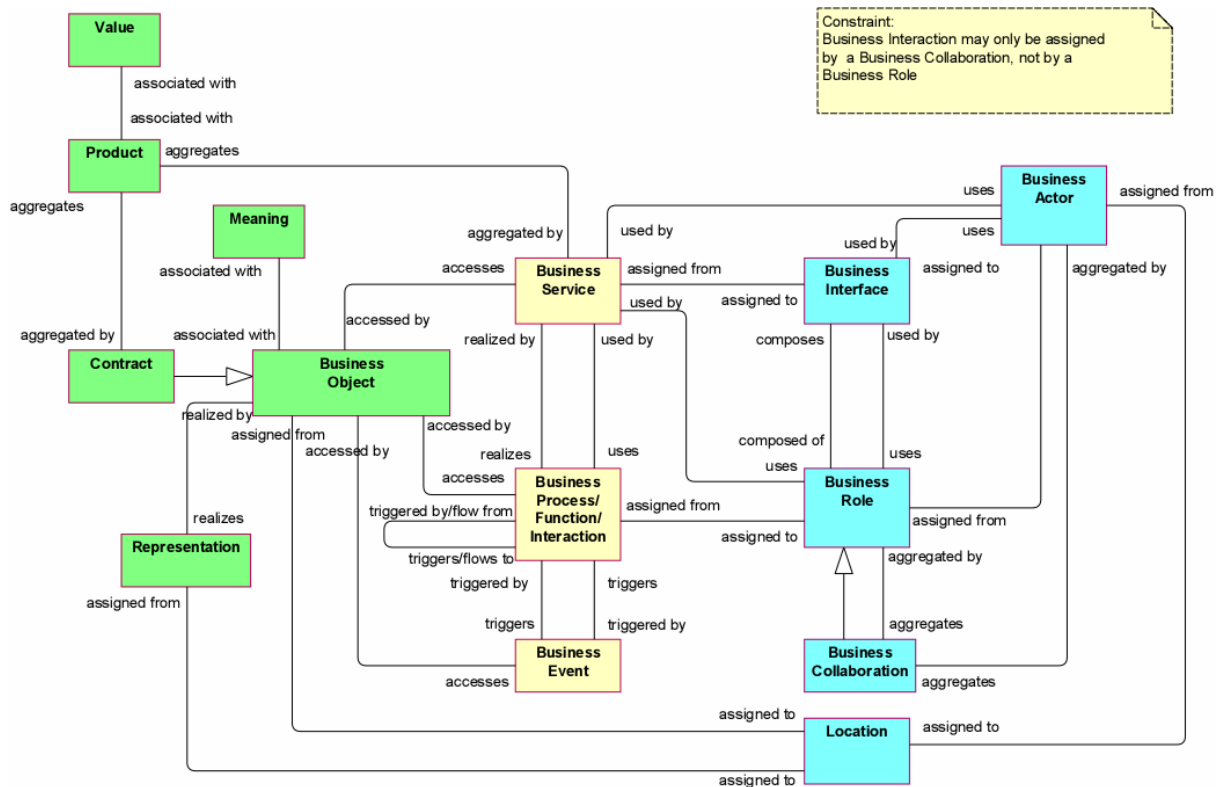 Value
Constraint:
Business Interaction may only be assigned
by  a Business Collaboration, not by a
Business Role
associated with
associated with
Product
aggregates
aggregates
Business
Actor
uses
assigned from
Meaning
aggregated by
used by
used by
uses
associated with
accesses
Business
Service
assigned from
Business
Interface
assigned to
aggregated by
assigned to
used by
accessed by
aggregated by
associated with
realized by
used by
composes
used by
Contract
Business
Object
realized by
assigned from
accessed by
accessed by
composed of
realizes
uses
uses
uses
accesses
Business
Process/
Function/
Interaction
Business
Role
triggered by/flow from
assigned from
assigned from
realizes
assigned to
Representation
triggers/flows to
aggregated by
triggered by
triggers
assigned from
triggers
triggered by
aggregates
Business
Event
Business
Collaboration
accesses
aggregates
assigned to
Location
assigned to
assigned to